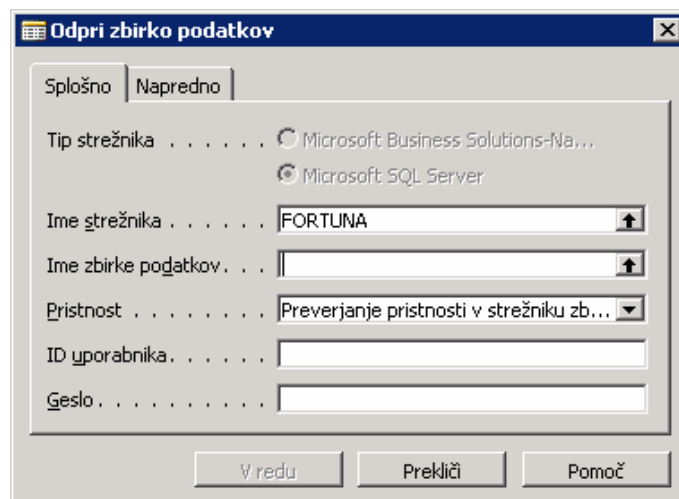 Odpri zbirko podatkov
Splošno Napredno
Tip strežnika . . . . . . Microsoft Business Solutions-Na...
Microsoft SQL Server
Ime strežnika . . . . . . FORTUNA
Ime zbirke podatkov. . .
Pristnost . . . . . . . . Preverjanje pristnosti v strežniku zb...
ID uporabnika. . . . . .
Geslo. . . . . . . . . .
V redu Prekliči Pomoč